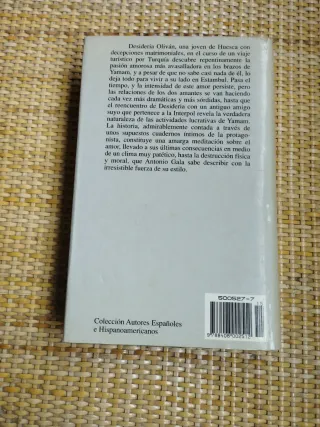 Desideria Oliván, una joven de Huesca con
decepciones matrimoniales, en el curso de un viaje
turístico por Turquía descubre repentinamente la
pasión amorosa más avasalladora en los brazos de
Yamam, y a pesar de que no sabe casi nada de él, lo
deja todo para vivir a su lado en Estambul. Pasa el
tiempo, y la intensidad de este amor persiste, pero
las relaciones de los dos amantes se van haciendo
cada vez más dramáticas y más sórdidas, hasta que
el reencuentro de Desideria con un antiguo amigo
suyo que pertenece a la Interpol revela la verdadera
naturaleza de las actividades lucrativas de Yamam.
La historia, admirablemente contada a través de
unos supuestos cuadernos íntimos de la protago-
nista, constituye una amarga meditación sobre el
amor, llevado a sus últimas consecuencias en medio
de un clima muy patético, hasta la destrucción física
y moral, que Antonio Gala sabe describir con la
irresistible fuerza de su estilo.
500527-7
Colección Autores Españoles
e Hispanoamericanos